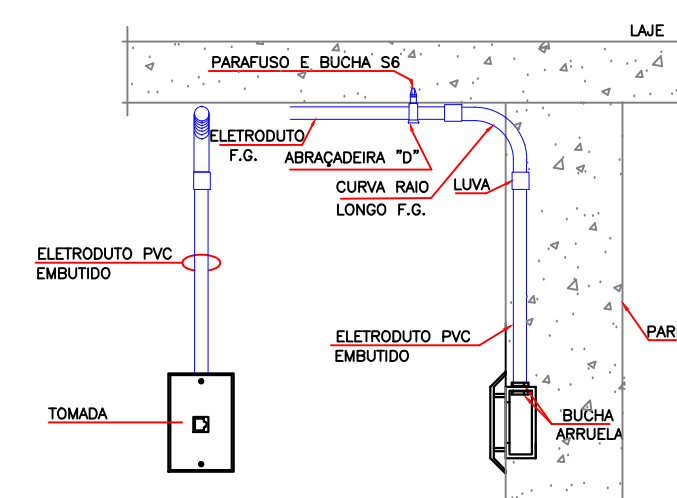 LAJE
PARAFUSO E BUCHA S6
ELETRODUTO
F.G.
ABRAÇADEIRA "D"
CURVA RAIO
LONGO F.G.
LUVA
ELETRODUTO PVC
EMBUTIDO
ELETRODUTO PVC
EMBUTIDO
TOMADA
BUCHA
ARRUELA